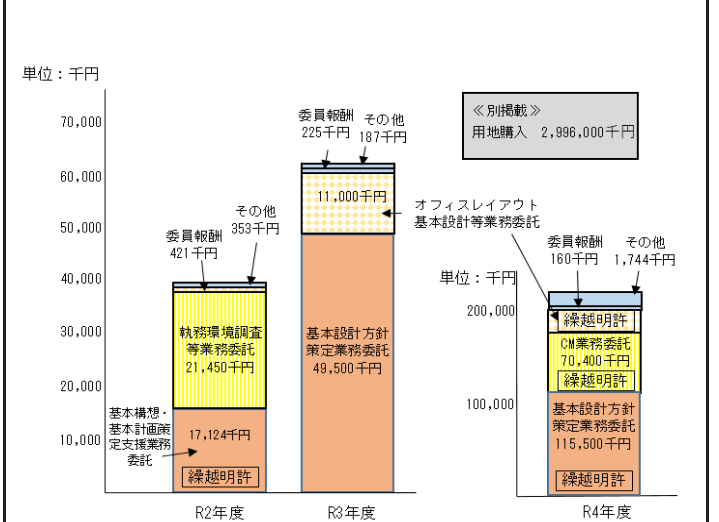 単位：千円
70,000
60,000
50,000
40,000
30,000
20,000
10,000
委員報酬
421千円
その他
353千円
執務環境調査
等業務委託
21,450千円
基本構想・
基本計画策
定支援業務
委託
17,124千円
繰越明許
R2年度
委員報酬
225千円
その他
187千円
11,000千円
基本設計方針
策定業務委託
49,500千円
R3年度
オフィスレイアウト
基本設計等業務委託
≪別掲載≫
用地購入　2,996,000千円
単位：千円
200,000
100,000
委員報酬
160千円
その他
1,744千円
繰越明許
CM業務委託
70,400千円
繰越明許
基本設計方針
策定業務委託
115,500千円
繰越明許
R4年度